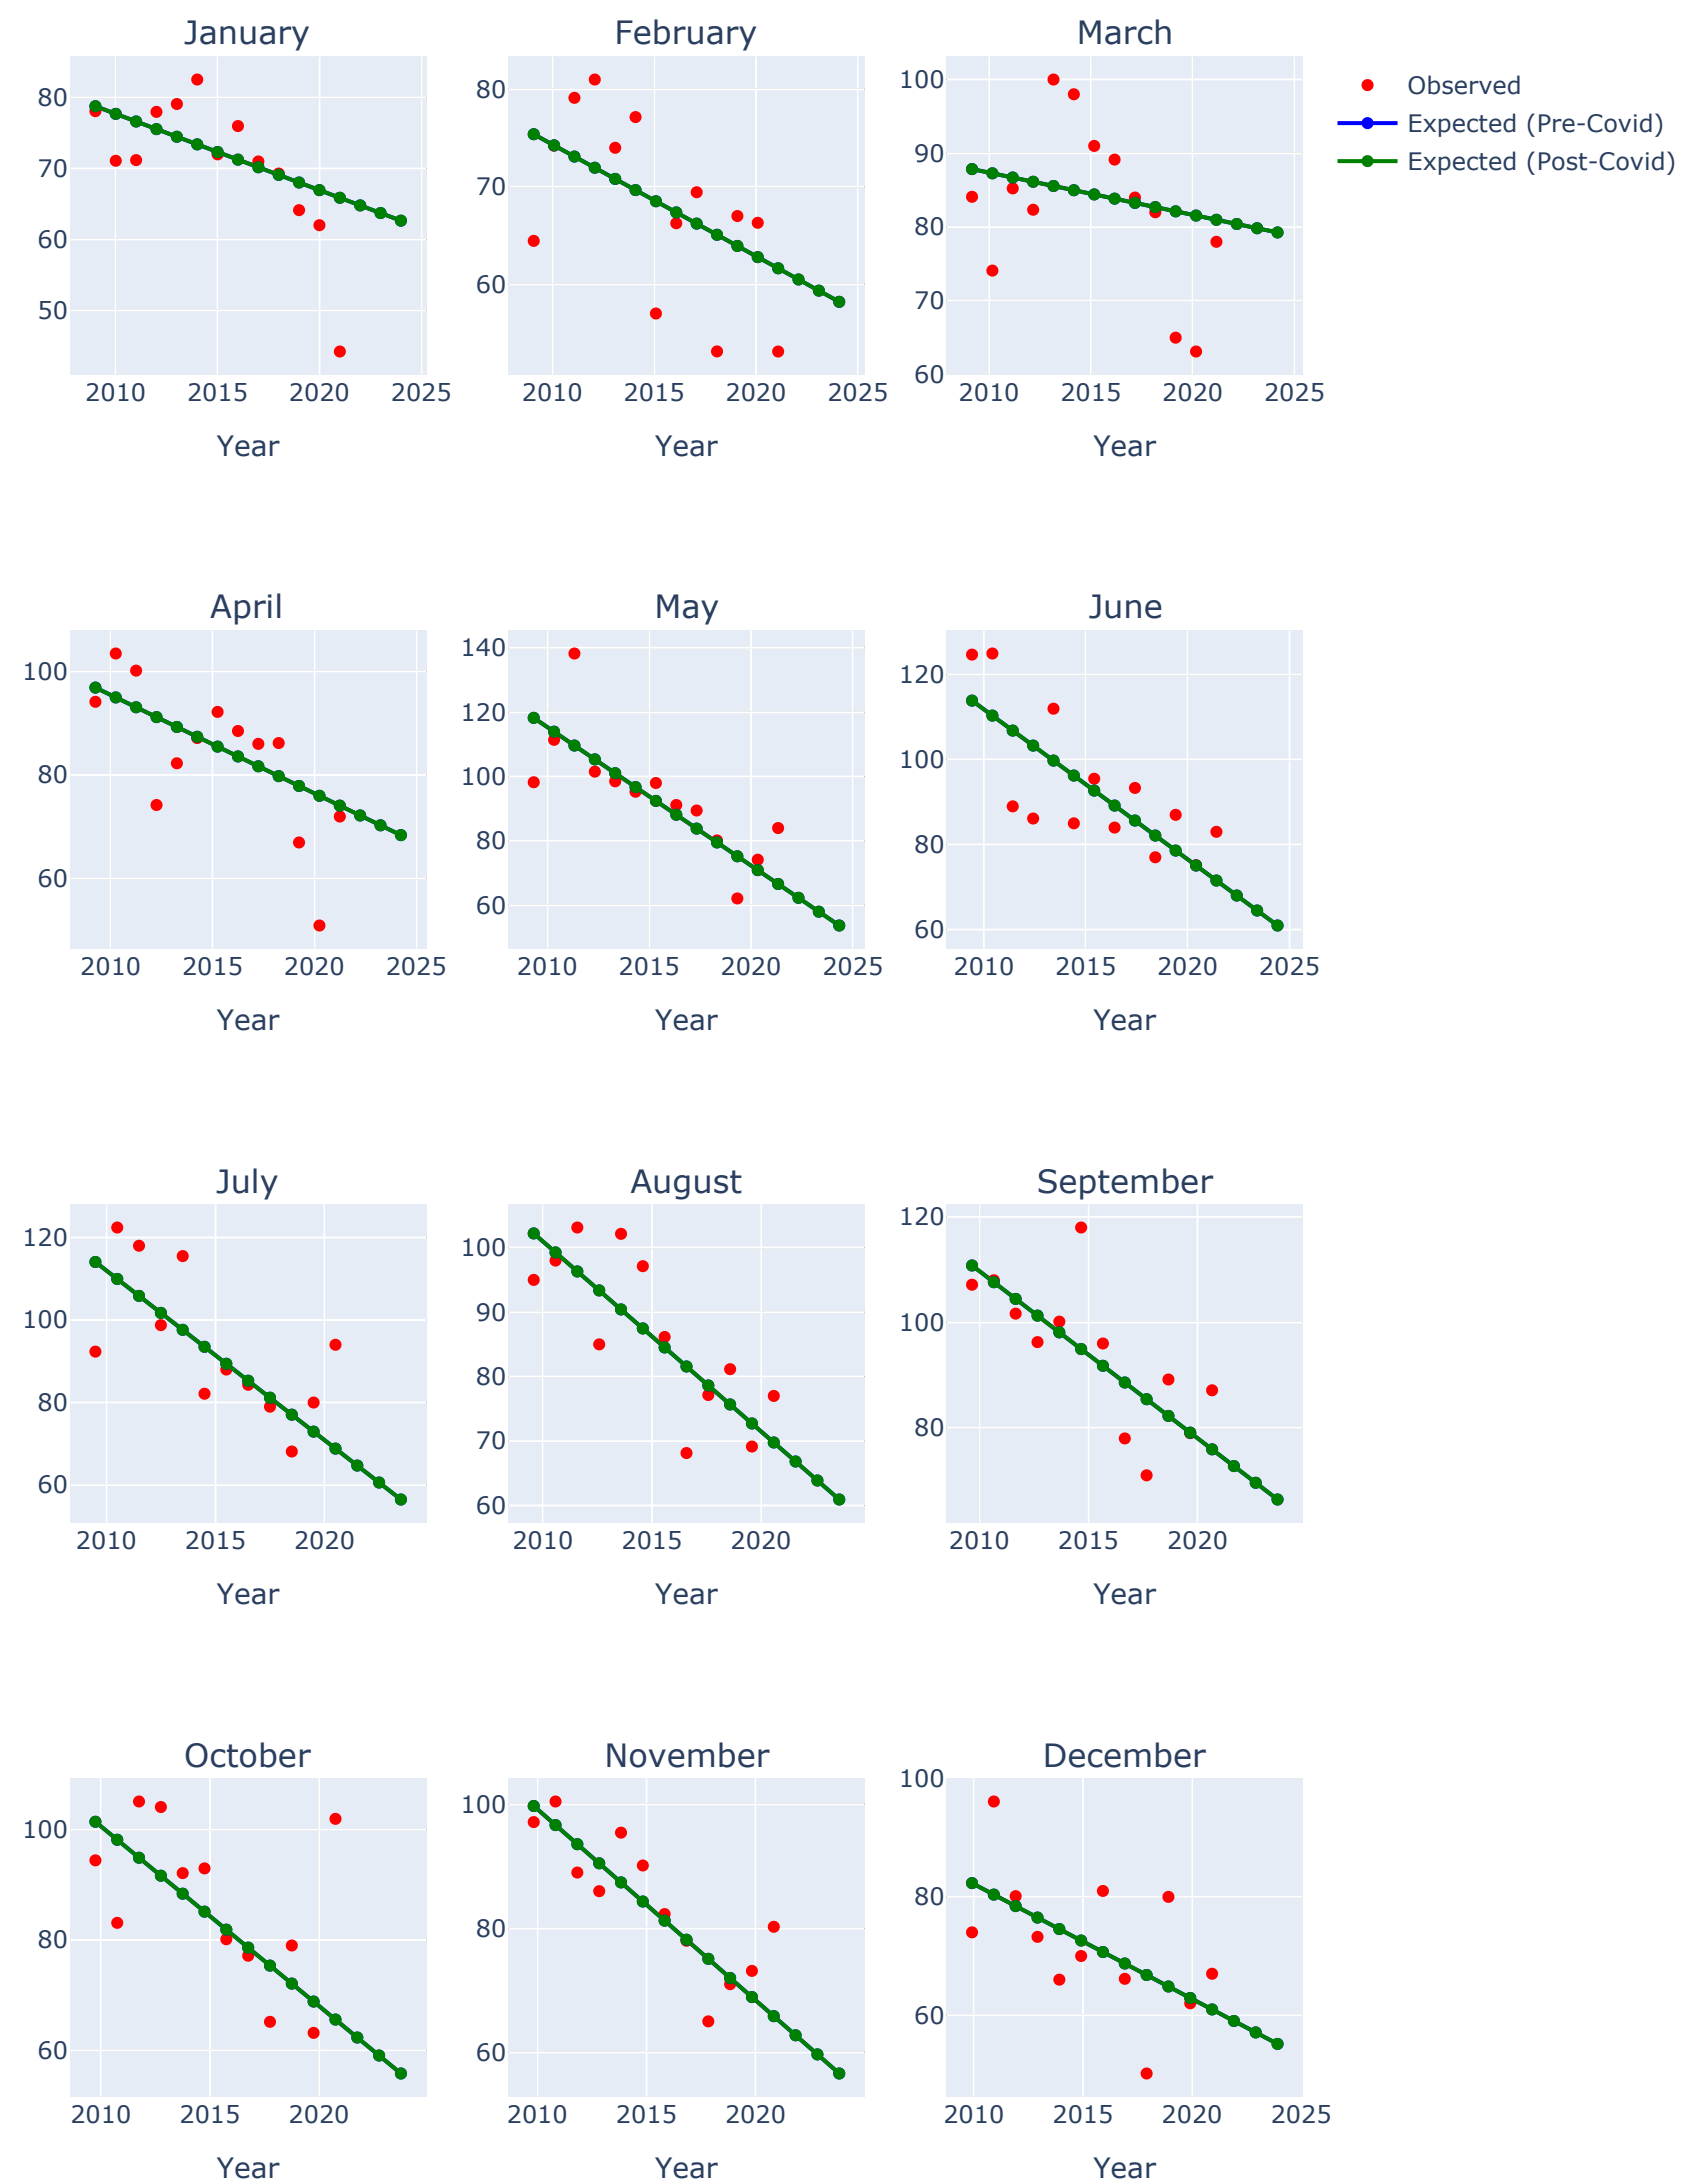 January February March
100 Observed
80 80 Expected (Pre-Covid)
90 Expected (Post-Covid)
70 70 80
60
60 70
50
60
2010 2015 2020 2025 2010 2015 2020 2025 2010 2015 2020 2025
Year Year Year
April May June
140
100 120 120
100 100
80
80 80
60 60 60
2010 2015 2020 2025 2010 2015 2020 2025 2010 2015 2020 2025
Year Year Year
July August September
120 100 120
100 90 100
80 80
70 80
60 60
2010 2015 2020 2010 2015 2020 2010 2015 2020
Year Year Year
October November December
100 100 100
80 80 80
60 60 60
2010 2015 2020 2010 2015 2020 2010 2015 2020 2025
Year Year Year